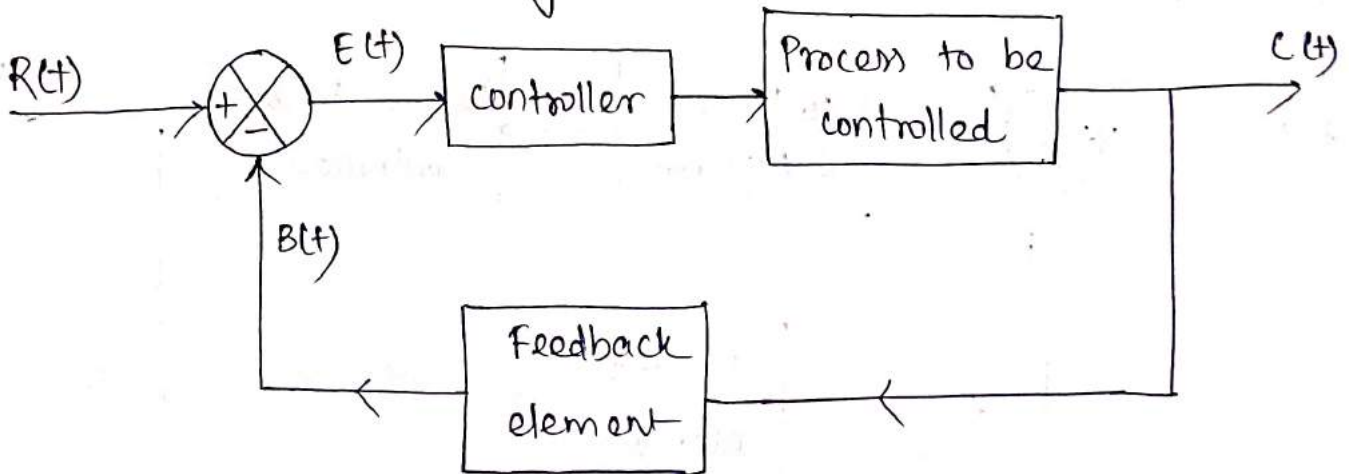 R(t)
E(t)
controller
Process to be
controlled
C(t)
+
−
B(t)
Feedback
element